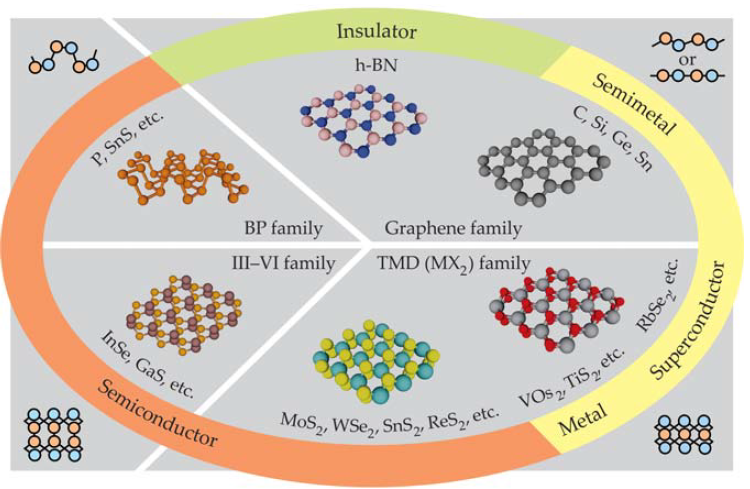 Insulator
h-BN
or
Semimetal
C, Si, Ge, Sn
P, SnS, etc.
BP family
Graphene family
III–VI family
TMD (MX₂) family
InSe, GaS, etc.
Semiconductor
MoS₂, WSe₂, SnS₂, ReS₂, etc.
VOs₂, TiS₂, etc.
RbSe₂, etc.
Metal
Superconductor